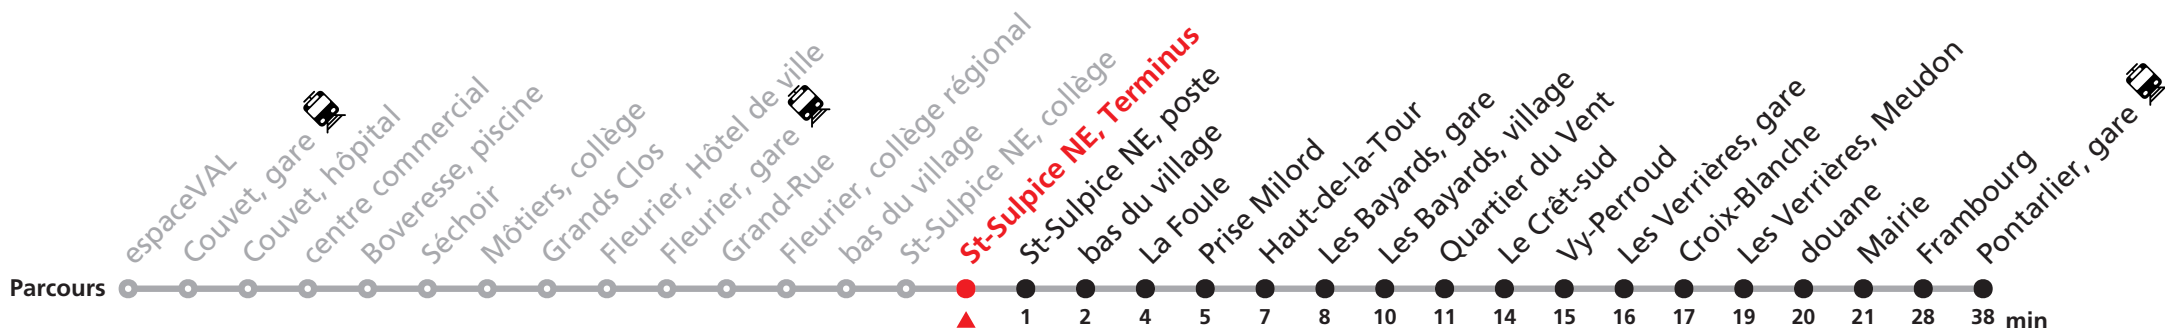 espaceVAL
Couvet, gare
Couvet, hôpital
centre commercial
Boveresse, piscine
Séchoir
Môtiers, collège
Grands Clos
Fleurier, Hôtel de ville
Fleurier, gare
Grand-Rue
Fleurier, collège régional
bas du village
St-Sulpice NE, collège
St-Sulpice NE, Terminus
St-Sulpice NE, poste
bas du village
La Foule
Prise Milord
Haut-de-la-Tour
Les Bayards, gare
Les Bayards, village
Quartier du Vent
Le Crêt-sud
Vy-Perroud
Les Verrières, gare
Croix-Blanche
Les Verrières, Meudon
douane
Mairie
Frambourg
Pontarlier, gare
Parcours
1 2 4 5 7 8 10 11 14 15 16 17 19 20 21 28 38 min